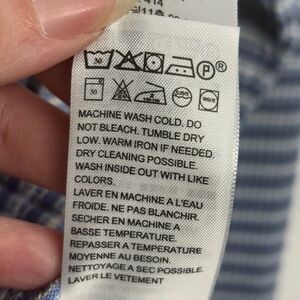 MACHINE WASH COLD. DO
NOT BLEACH. TUMBLE DRY
LOW. WARM IRON IF NEEDED.
DRY CLEANING POSSIBLE.
WASH INSIDE OUT WITH LIKE
COLORS.
LAVER EN MACHINE A L'EAU
FROIDE. NE PAS BLANCHIR.
SECHER EN MACHINE A
BASSE TEMPERATURE.
REPASSER A TEMPERATURE
MOYENNE AU BESOIN.
NETTOYAGE A SEC POSSIBLE.
LAVER LE VETEMENT